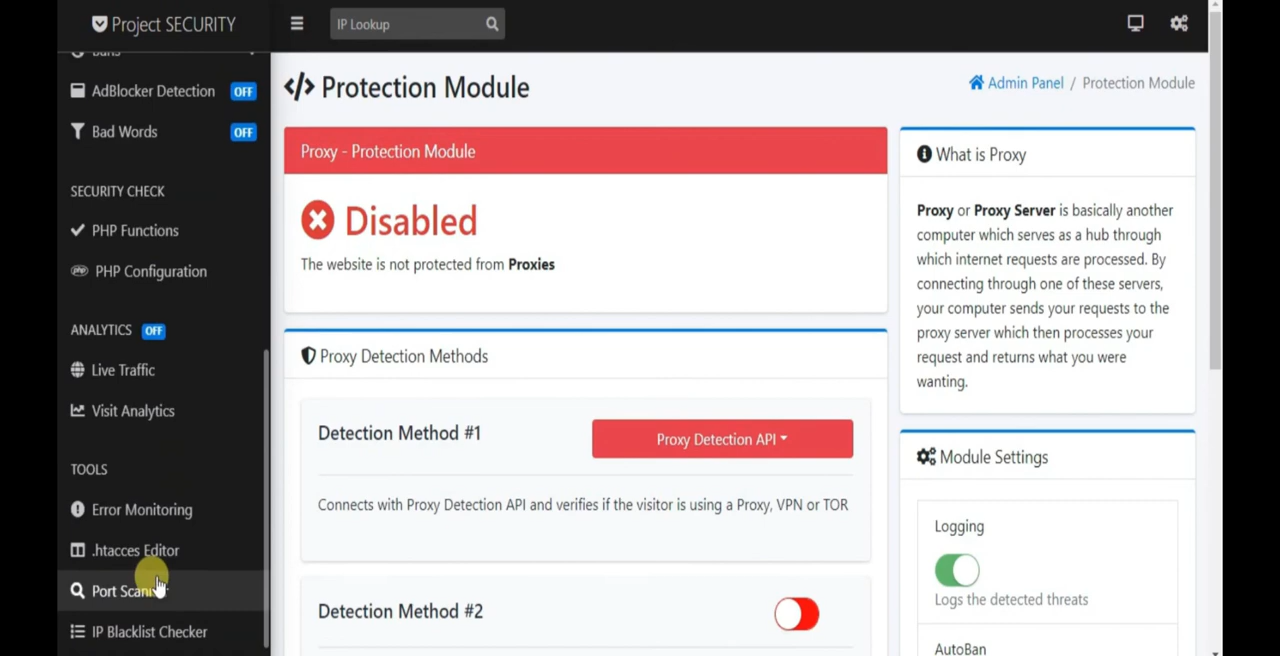 Project SECURITY
IP Lookup
AdBlocker Detection OFF
Bad Words OFF
SECURITY CHECK
PHP Functions
php PHP Configuration
ANALYTICS OFF
Live Traffic
Visit Analytics
TOOLS
Error Monitoring
.htacces Editor
Port
IP Blacklist Checker
</> Protection Module
Admin Panel / Protection Module
Proxy - Protection Module
Disabled
The website is not protected from Proxies
Proxy Detection Methods
Detection Method #1
Proxy Detection API
Connects with Proxy Detection API and verifies if the visitor is using a Proxy, VPN or TOR
Detection Method #2
What is Proxy
Proxy or Proxy Server is basically another
computer which serves as a hub through
which internet requests are processed. By
connecting through one of these servers,
your computer sends your requests to the
proxy server which then processes your
request and returns what you were
wanting.
Module Settings
Logging
Logs the detected threats
AutoBan